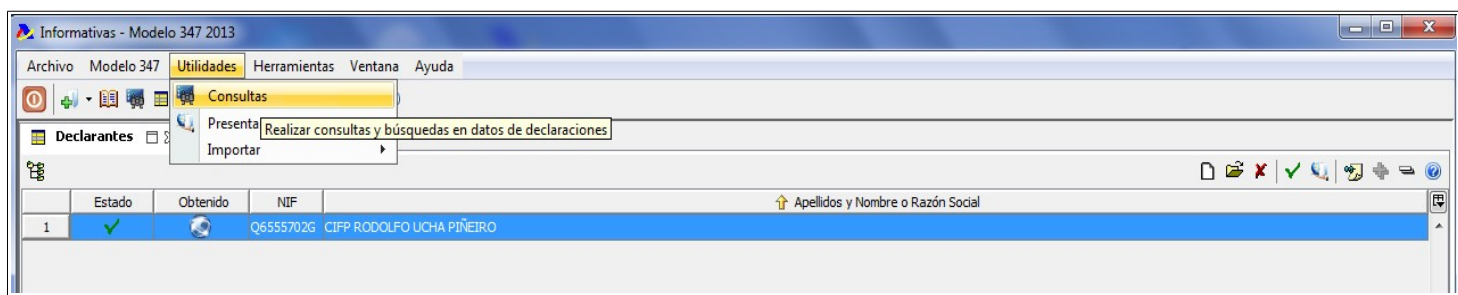 Informativas - Modelo 347 2013
Archivo Modelo 347 Utilidades Herramientas Ventana Ayuda
Consultas
Presenta
Realizar consultas y búsquedas en datos de declaraciones
Importar
Declarantes
Estado Obtenido NIF Apellidos y Nombre o Razón Social
1 Q6555702G CIFP RODOLFO UCHA PIÑEIRO